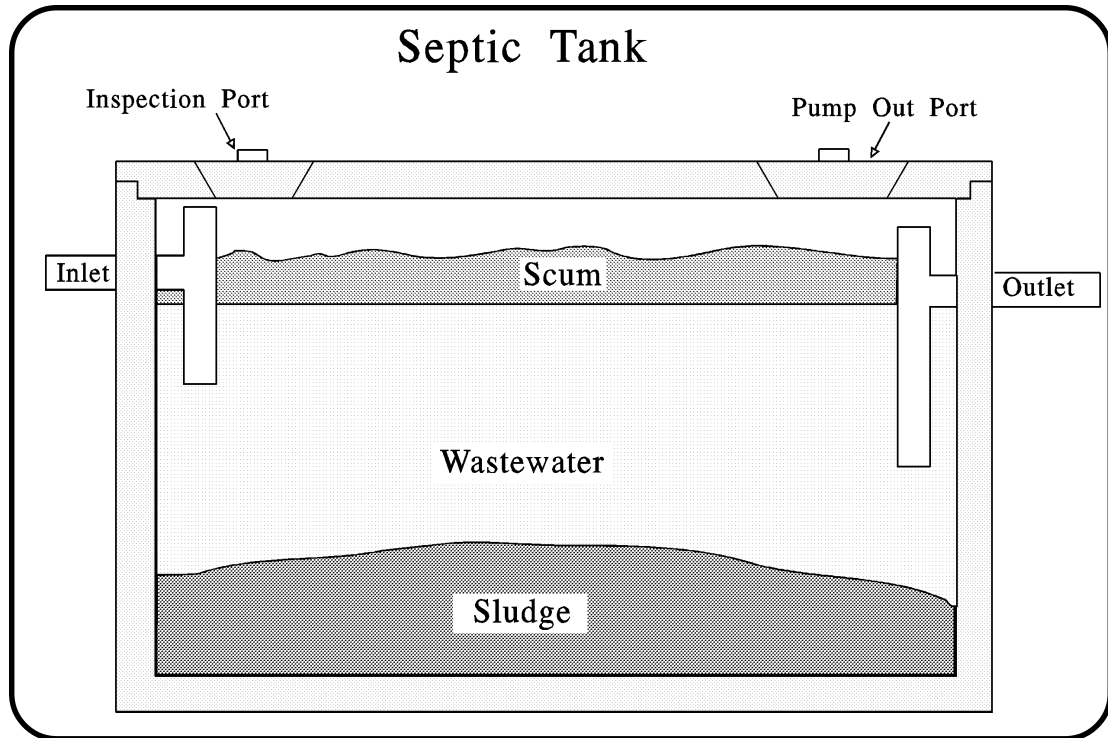 Septic Tank
Inspection Port
Pump Out Port
Inlet
Scum
Outlet
Wastewater
Sludge